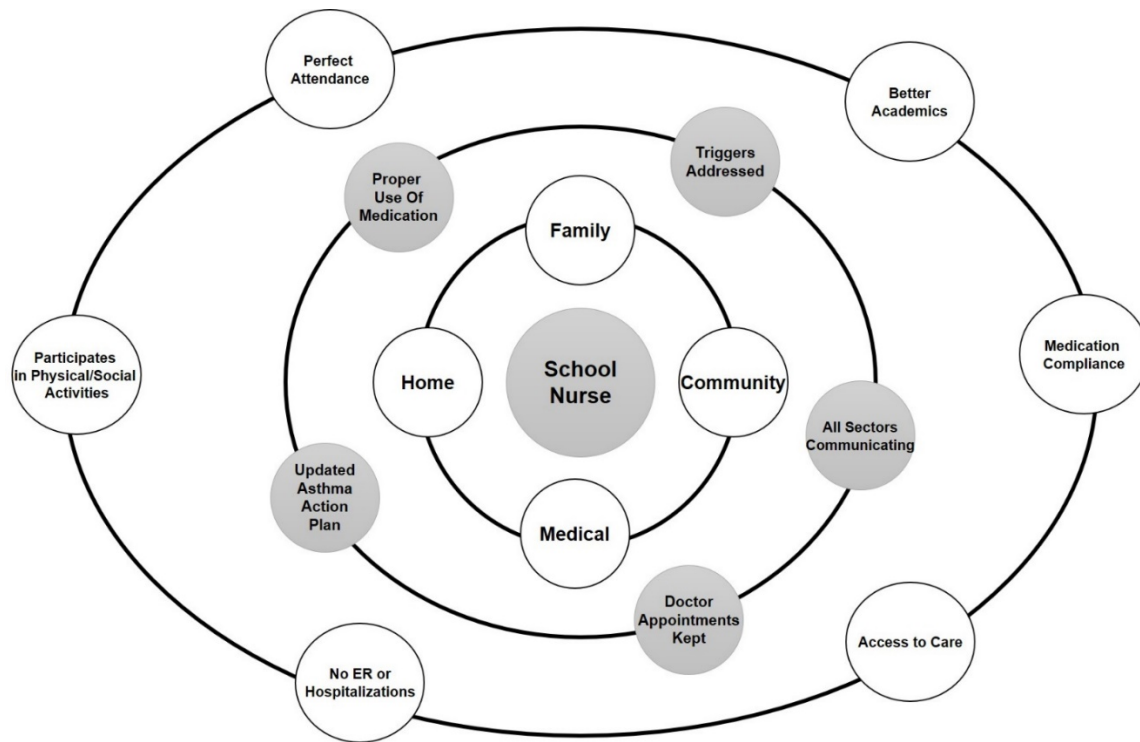 Perfect
Attendance
Better
Academics
Triggers
Addressed
Proper
Use Of
Medication
Family
Participates
in Physical/Social
Activities
Home
School
Nurse
Community
Medication
Compliance
All Sectors
Communicating
Updated
Asthma
Action
Plan
Medical
Doctor
Appointments
Kept
Access to Care
No ER or
Hospitalizations